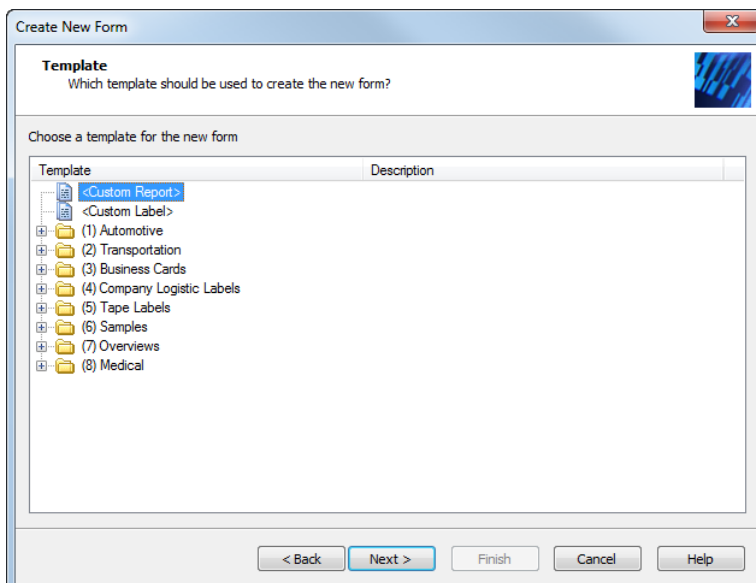 Create New Form
Template
Which template should be used to create the new form?
Choose a template for the new form
Template Description
<Custom Report>
<Custom Label>
(1) Automotive
(2) Transportation
(3) Business Cards
(4) Company Logistic Labels
(5) Tape Labels
(6) Samples
(7) Overviews
(8) Medical
< Back Next > Finish Cancel Help